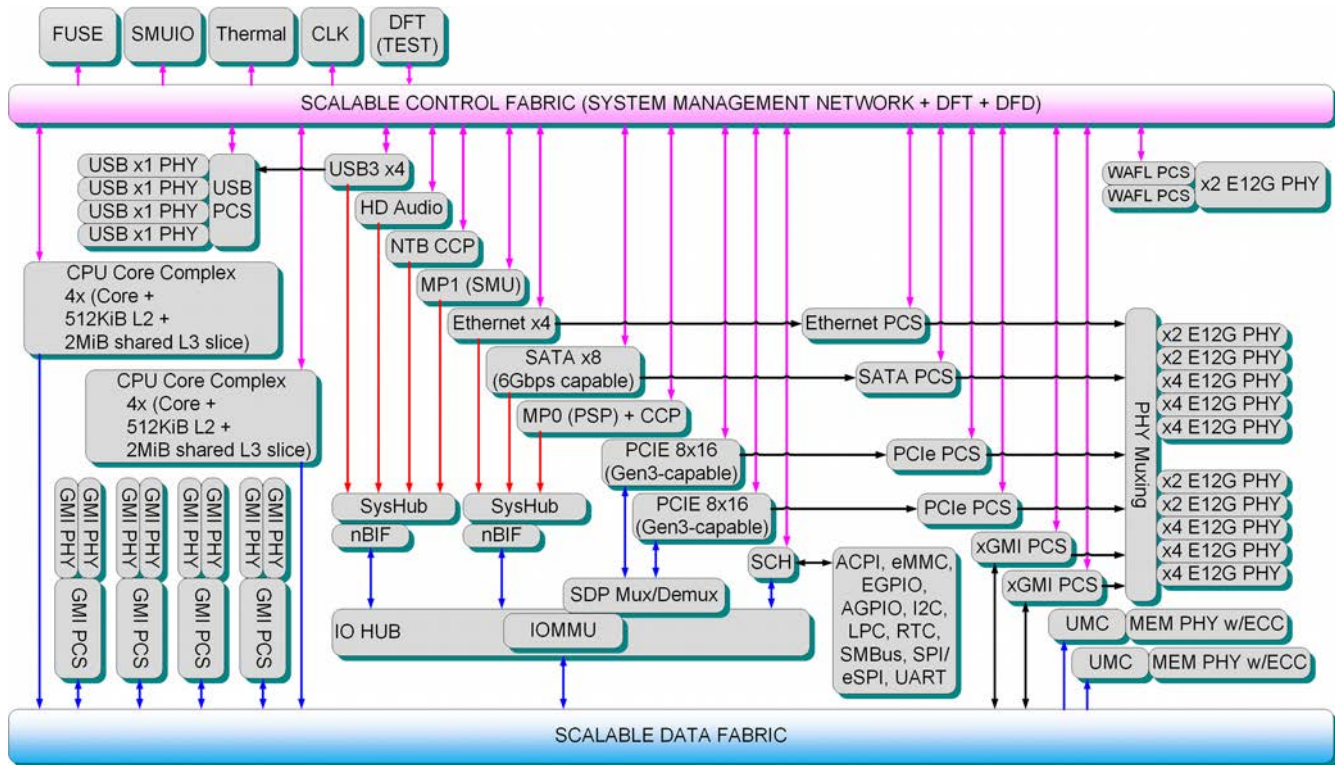 FUSE
SMUIO
Thermal
CLK
DFT
(TEST)
SCALABLE CONTROL FABRIC (SYSTEM MANAGEMENT NETWORK + DFT + DFD)
USB x1 PHY
USB x1 PHY
USB x1 PHY
USB x1 PHY
USB
PCS
USB3 x4
HD Audio
NTB CCP
MP1 (SMU)
Ethernet x4
SATA x8
(6Gbps capable)
MP0 (PSP) + CCP
PCIE 8x16
(Gen3-capable)
PCIE 8x16
(Gen3-capable)
WAFL PCS
WAFL PCS
x2 E12G PHY
CPU Core Complex
4x (Core +
512KiB L2 +
2MiB shared L3 slice)
CPU Core Complex
4x (Core +
512KiB L2 +
2MiB shared L3 slice)
Ethernet PCS
SATA PCS
PCIe PCS
PCIe PCS
xGMI PCS
xGMI PCS
PHY Muxing
x2 E12G PHY
x2 E12G PHY
x4 E12G PHY
x4 E12G PHY
x4 E12G PHY
x2 E12G PHY
x2 E12G PHY
x4 E12G PHY
x4 E12G PHY
x4 E12G PHY
GMI PHY
GMI PHY
GMI PCS
GMI PHY
GMI PHY
GMI PCS
GMI PHY
GMI PHY
GMI PCS
GMI PHY
GMI PHY
GMI PCS
SysHub
nBIF
SysHub
nBIF
SCH
SDP Mux/Demux
IO HUB
IOMMU
ACPI, eMMC,
EGPIO,
AGPIO, I2C
LPC, RTC,
SMBus, SPI/
eSPI, UART
UMC
MEM PHY w/ECC
UMC
MEM PHY w/ECC
SCALABLE DATA FABRIC